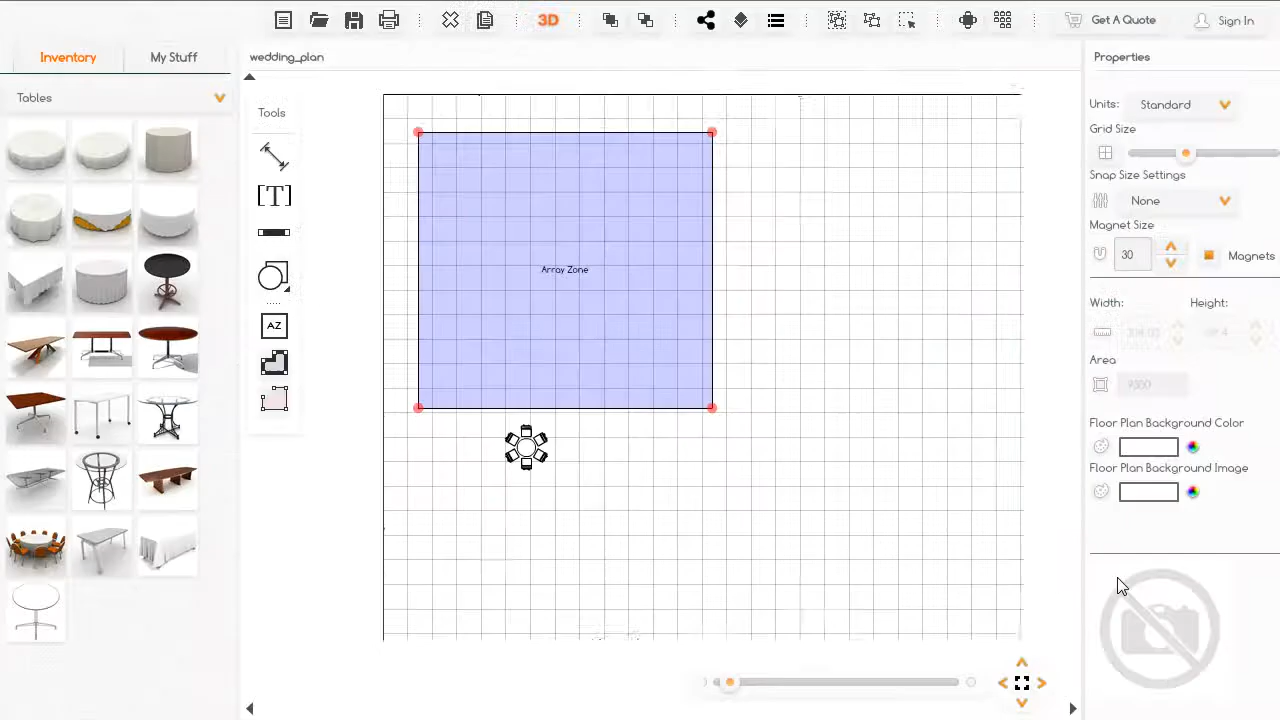 3D
Get A Quote
Sign In
Inventory
My Stuff
wedding_plan
Properties
Tables
Tools
[T]
AZ
Array Zone
Units:
Standard
Grid Size
Snap Size Settings
None
Magnet Size
30
Magnets
Width:
Height:
Area
Floor Plan Background Color
Floor Plan Background Image